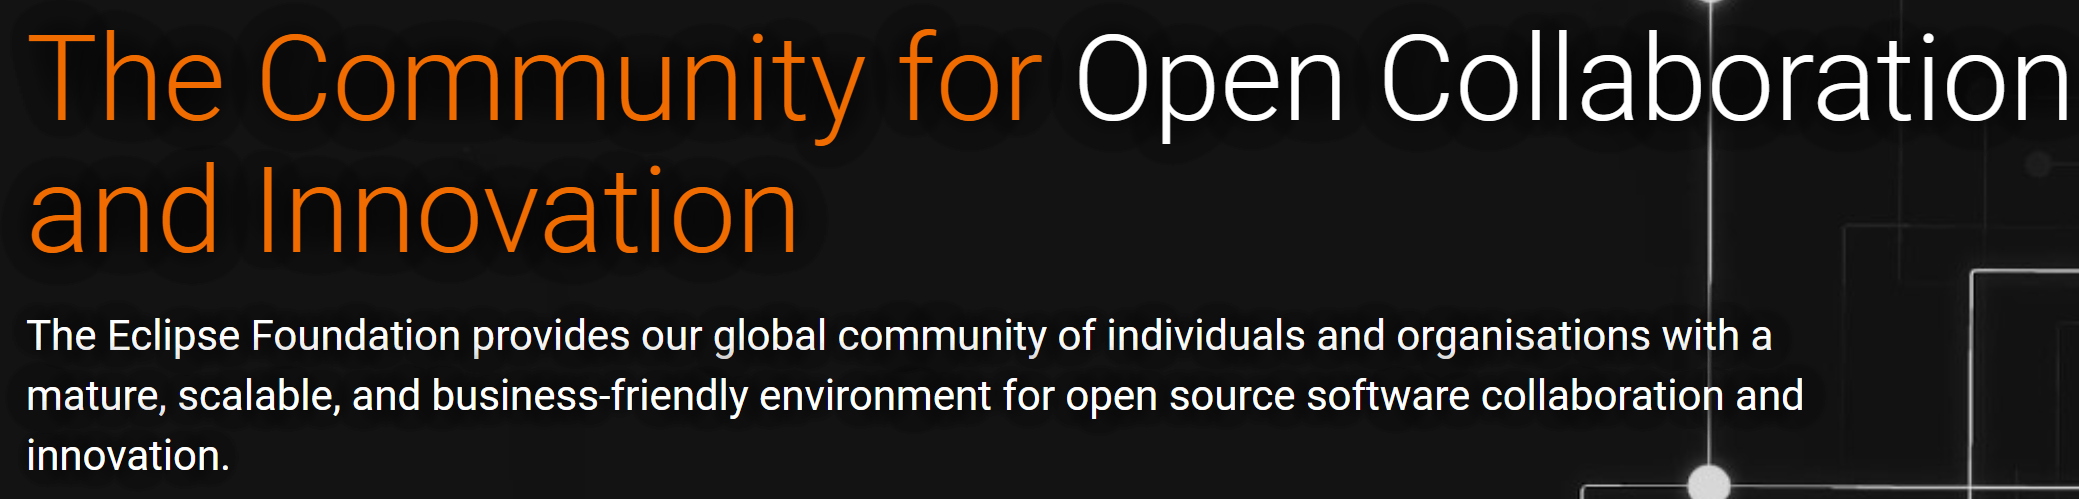 The Community for Open Collaboration
and Innovation
The Eclipse Foundation provides our global community of individuals and organisations with a
mature, scalable, and business-friendly environment for open source software collaboration and
innovation.